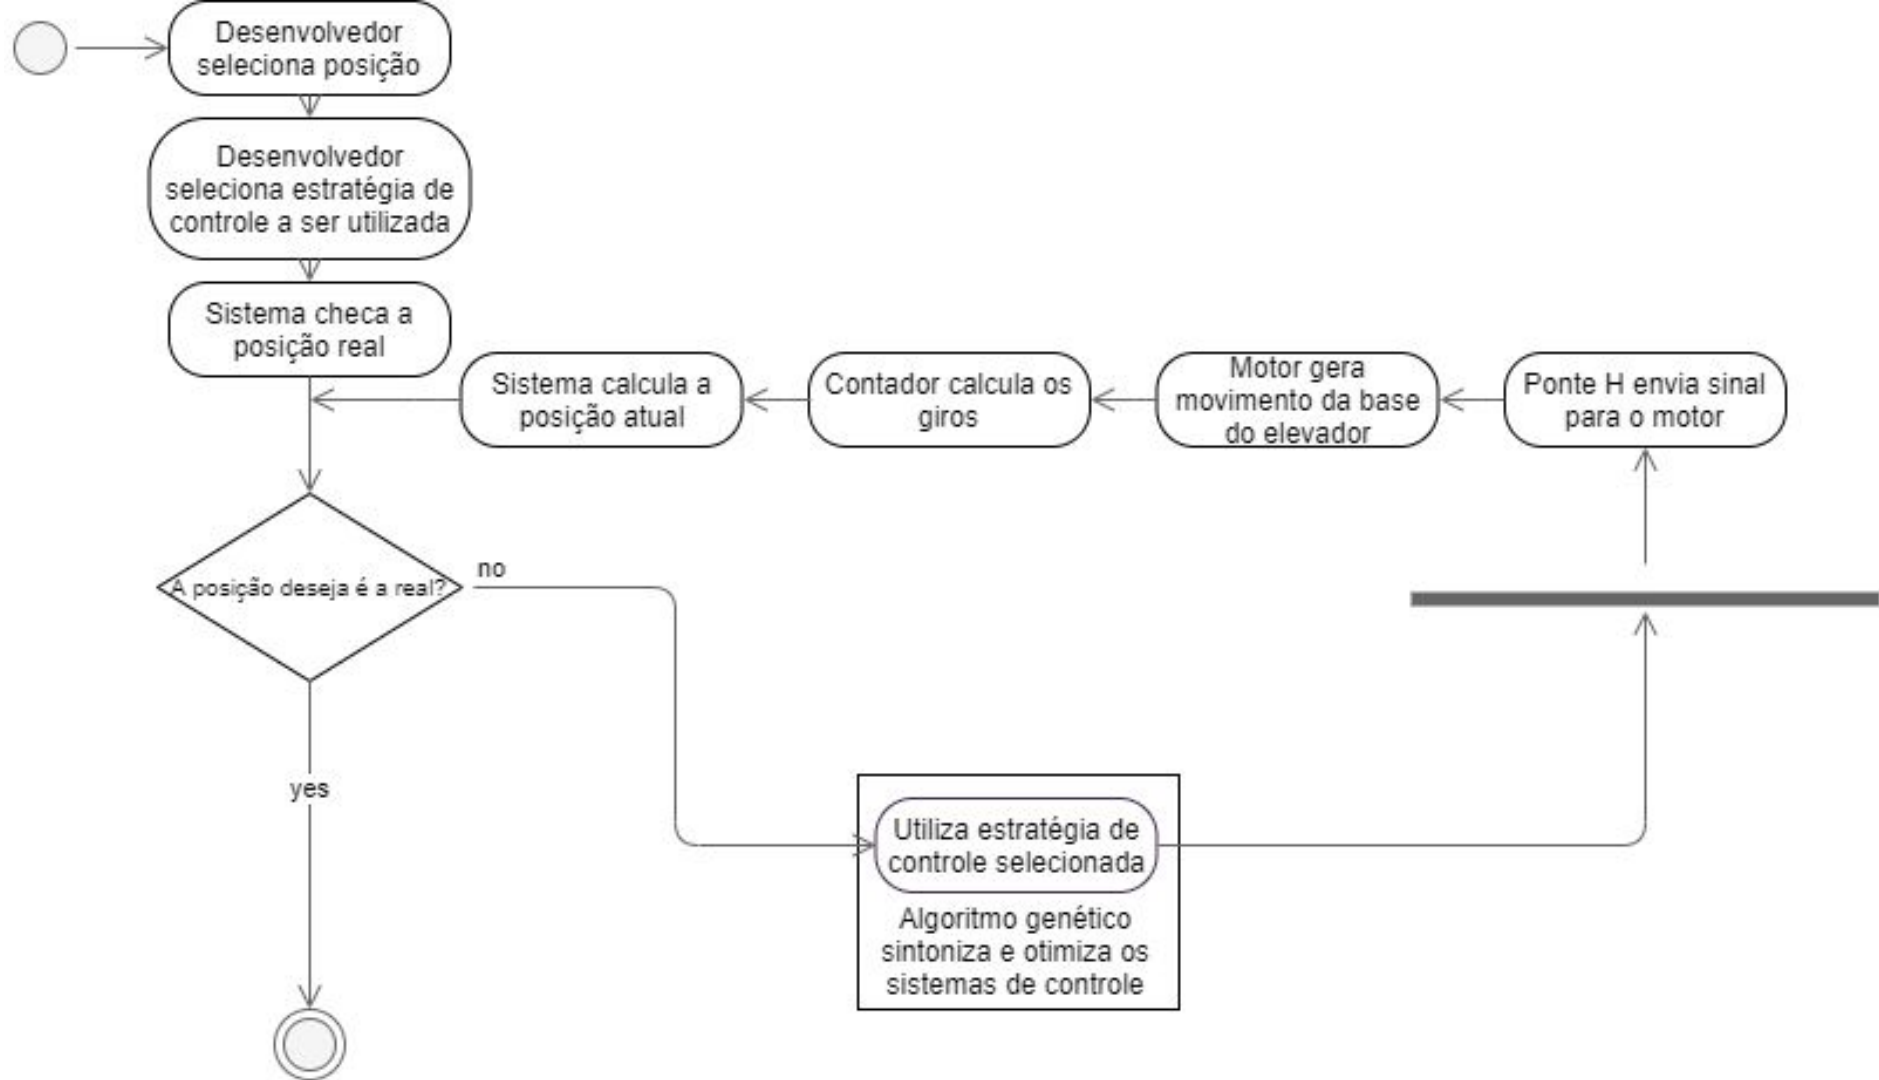 Desenvolvedor
seleciona posição
Desenvolvedor
seleciona estratégia de
controle a ser utilizada
Sistema checa a
posição real
Sistema calcula a
posição atual
Contador calcula os
giros
Motor gera
movimento da base
do elevador
Ponte H envia sinal
para o motor
A posição deseja é a real?
no
yes
Utiliza estratégia de
controle selecionada
Algoritmo genético
sintoniza e otimiza os
sistemas de controle